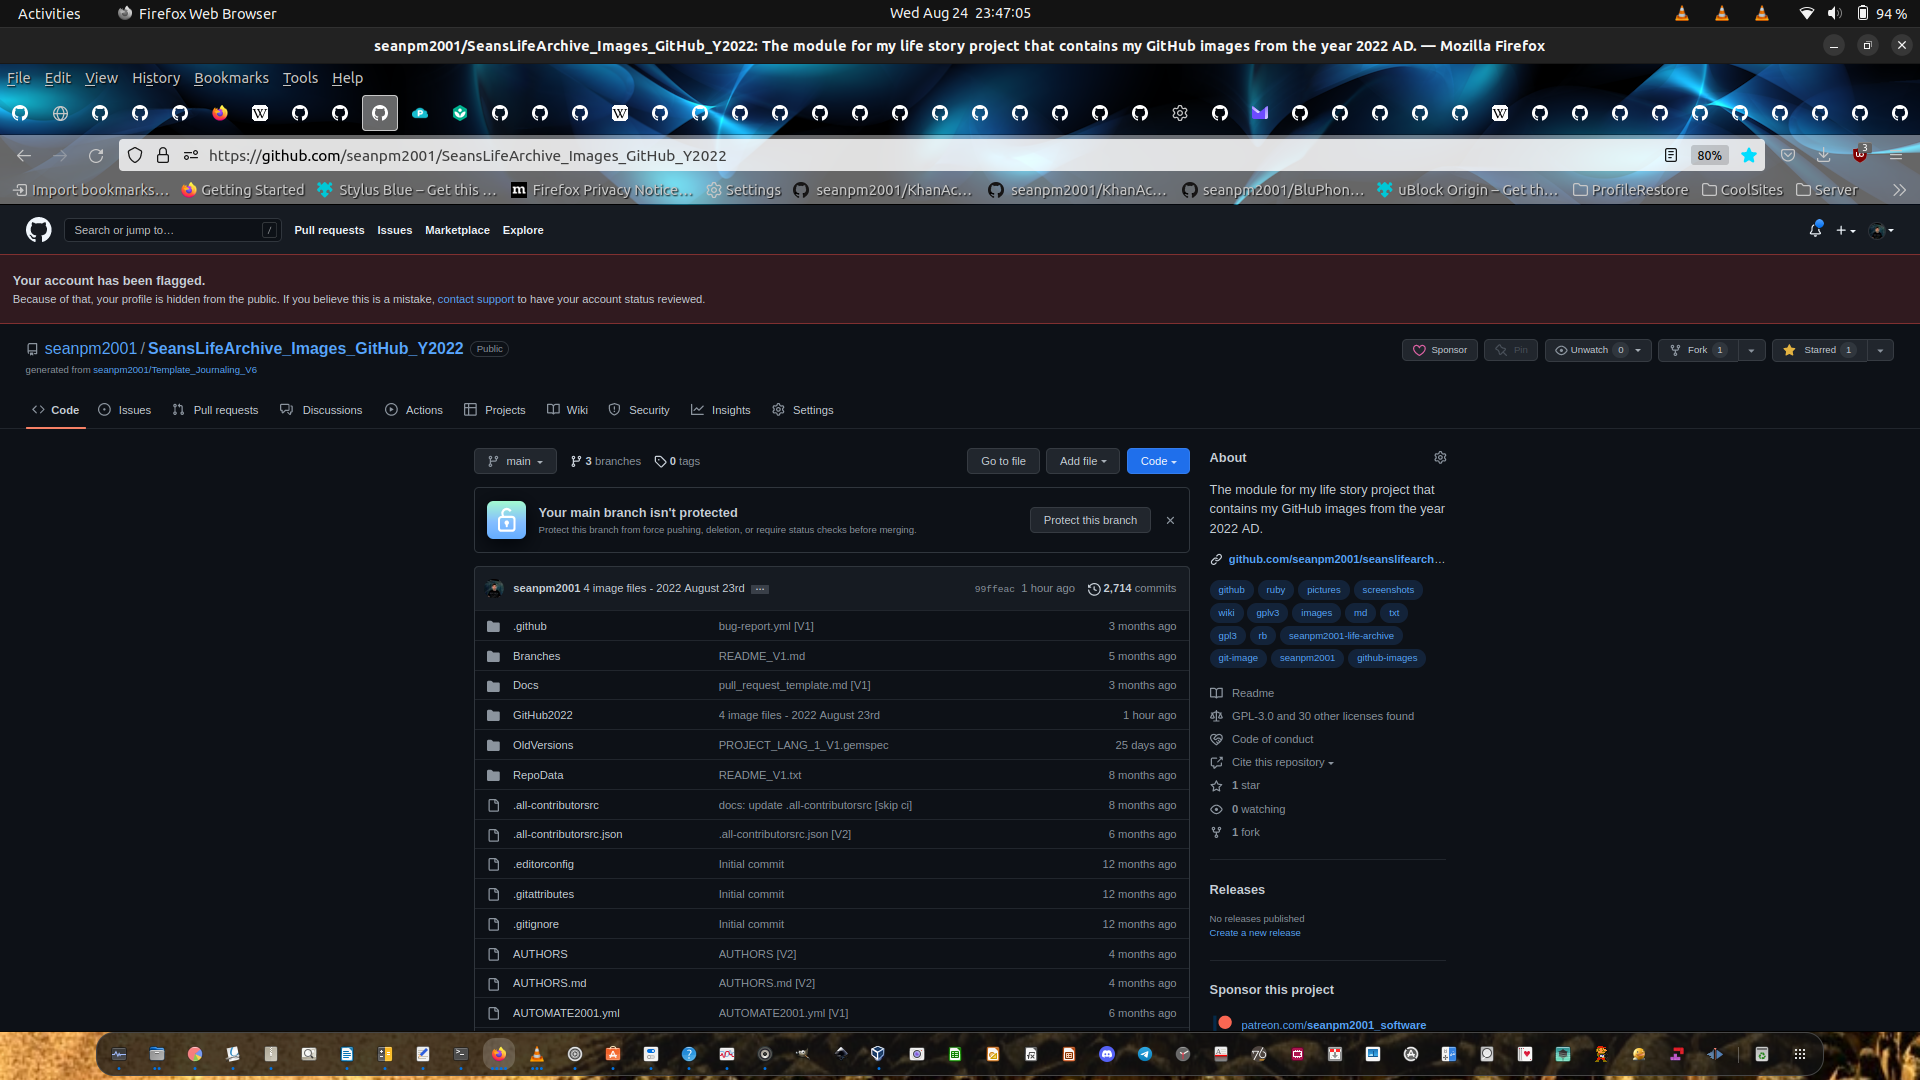 Activities
Firefox Web Browser
Wed Aug 24 23:47:05
94 %
seanpm2001/SeansLifeArchive_Images_GitHub_Y2022: The module for my life story project that contains my GitHub images from the year 2022 AD. — Mozilla Firefox
File Edit View History Bookmarks Tools Help
https://github.com/seanpm2001/SeansLifeArchive_Images_GitHub_Y2022
80%
3
Import bookmarks... Getting Started Stylus Blue – Get this ... Firefox Privacy Notice... Settings seanpm2001/KhanAc... seanpm2001/KhanAc... seanpm2001/BluPhon... uBlock Origin – Get th... ProfileRestore CoolSites Server
Search or jump to...
/
Pull requests Issues Marketplace Explore
Your account has been flagged.
Because of that, your profile is hidden from the public. If you believe this is a mistake, contact support to have your account status reviewed.
seanpm2001 / SeansLifeArchive_Images_GitHub_Y2022 Public
Sponsor Pin Unwatch 0 Fork 1 Starred 1
generated from seanpm2001/Template_Journaling_V6
Code Issues Pull requests Discussions Actions Projects Wiki Security Insights Settings
main 3 branches 0 tags Go to file Add file Code
Your main branch isn't protected
Protect this branch from force pushing, deletion, or require status checks before merging.
Protect this branch
seanpm2001 4 image files - 2022 August 23rd ... 99ffeac 1 hour ago 2,714 commits
.github bug-report.yml [V1] 3 months ago
Branches README_V1.md 5 months ago
Docs pull_request_template.md [V1] 3 months ago
GitHub2022 4 image files - 2022 August 23rd 1 hour ago
OldVersions PROJECT_LANG_1_V1.gemspec 25 days ago
RepoData README_V1.txt 8 months ago
.all-contributorsrc docs: update .all-contributorsrc [skip ci] 8 months ago
.all-contributorsrc.json .all-contributorsrc.json [V2] 6 months ago
.editorconfig Initial commit 12 months ago
.gitattributes Initial commit 12 months ago
.gitignore Initial commit 12 months ago
AUTHORS AUTHORS [V2] 4 months ago
AUTHORS.md AUTHORS.md [V2] 4 months ago
AUTOMATE2001.yml AUTOMATE2001.yml [V1] 6 months ago
About
The module for my life story project that
contains my GitHub images from the year
2022 AD.
github.com/seanpm2001/seanslifearch...
github ruby pictures screenshots
wiki gplv3 images md txt
gpl3 rb seanpm2001-life-archive
git-image seanpm2001 github-images
Readme
GPL-3.0 and 30 other licenses found
Code of conduct
Cite this repository
1 star
0 watching
1 fork
Releases
No releases published
Create a new release
Sponsor this project
patreon.com/seanpm2001_software